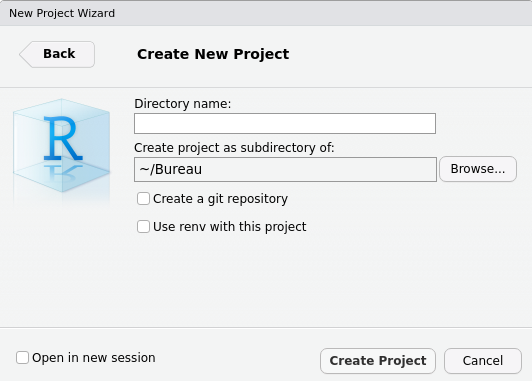 New Project Wizard
Back
Create New Project
R
Directory name:
Create project as subdirectory of:
~/Bureau
Browse...
Create a git repository
Use renv with this project
Open in new session
Create Project
Cancel